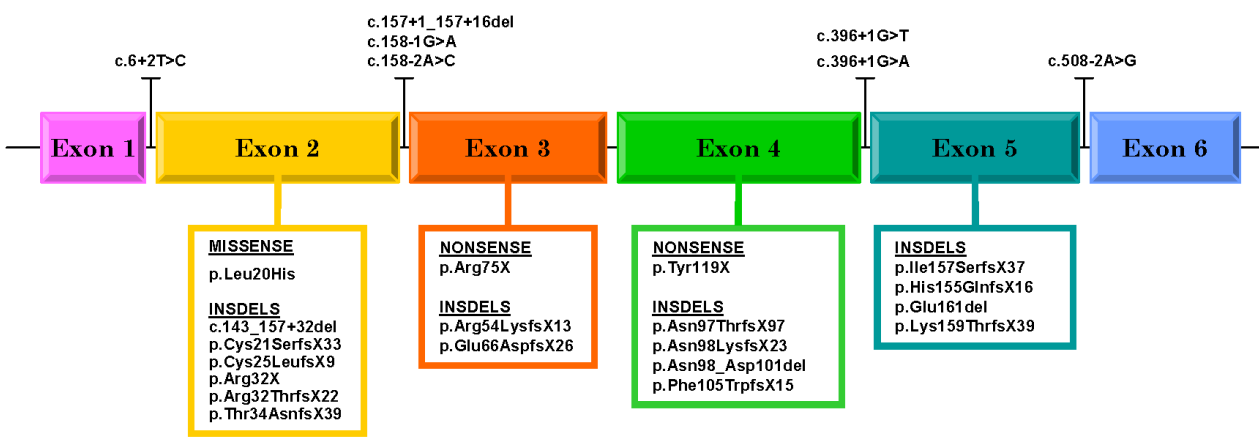 c.6+2T>C
c.157+1_157+16del
c.158-1G>A
c.158-2A>C
c.396+1G>T
c.396+1G>A
c.508-2A>G
Exon 1
Exon 2
Exon 3
Exon 4
Exon 5
Exon 6
MISSENSE
p.Leu20His
INSDELS
c.143_157+32del
p.Cys21SerfsX33
p.Cys25LeufsX9
p.Arg32X
p.Arg32ThrfsX22
p.Thr34AsnfsX39
NONSENSE
p.Arg75X
INSDELS
p.Arg54LysfsX13
p.Glu66AspfsX26
NONSENSE
p.Tyr119X
INSDELS
p.Asn97ThrfsX97
p.Asn98LysfsX23
p.Asn98_Asp101del
p.Phe105TrpfsX15
INSDELS
p.Ile157SerfsX37
p.His155GlnfsX16
p.Glu161del
p.Lys159ThrfsX39